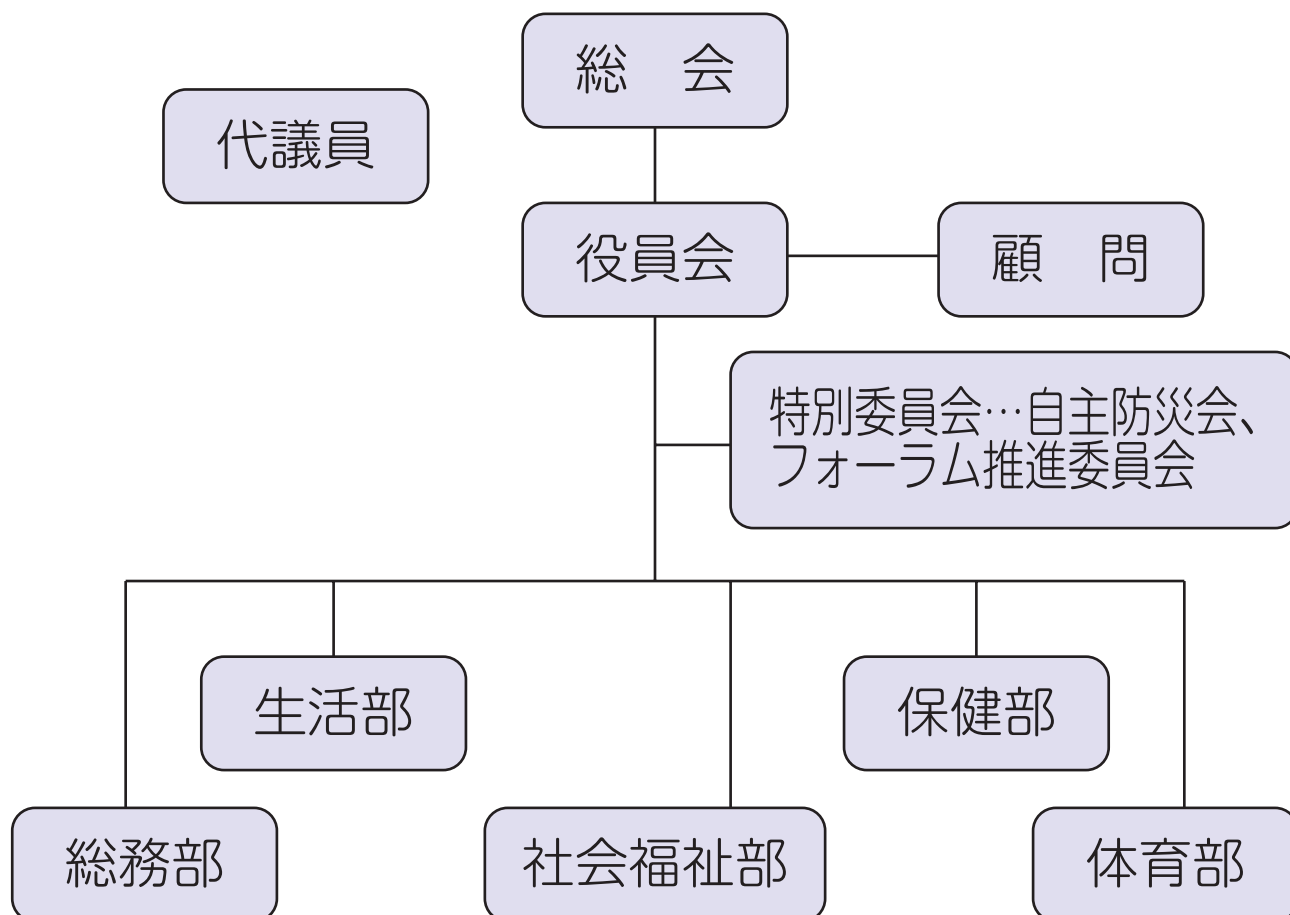 総　会
代議員
役員会
顧　問
特別委員会…自主防災会、
フォーラム推進委員会
生活部
保健部
総務部
社会福祉部
体育部